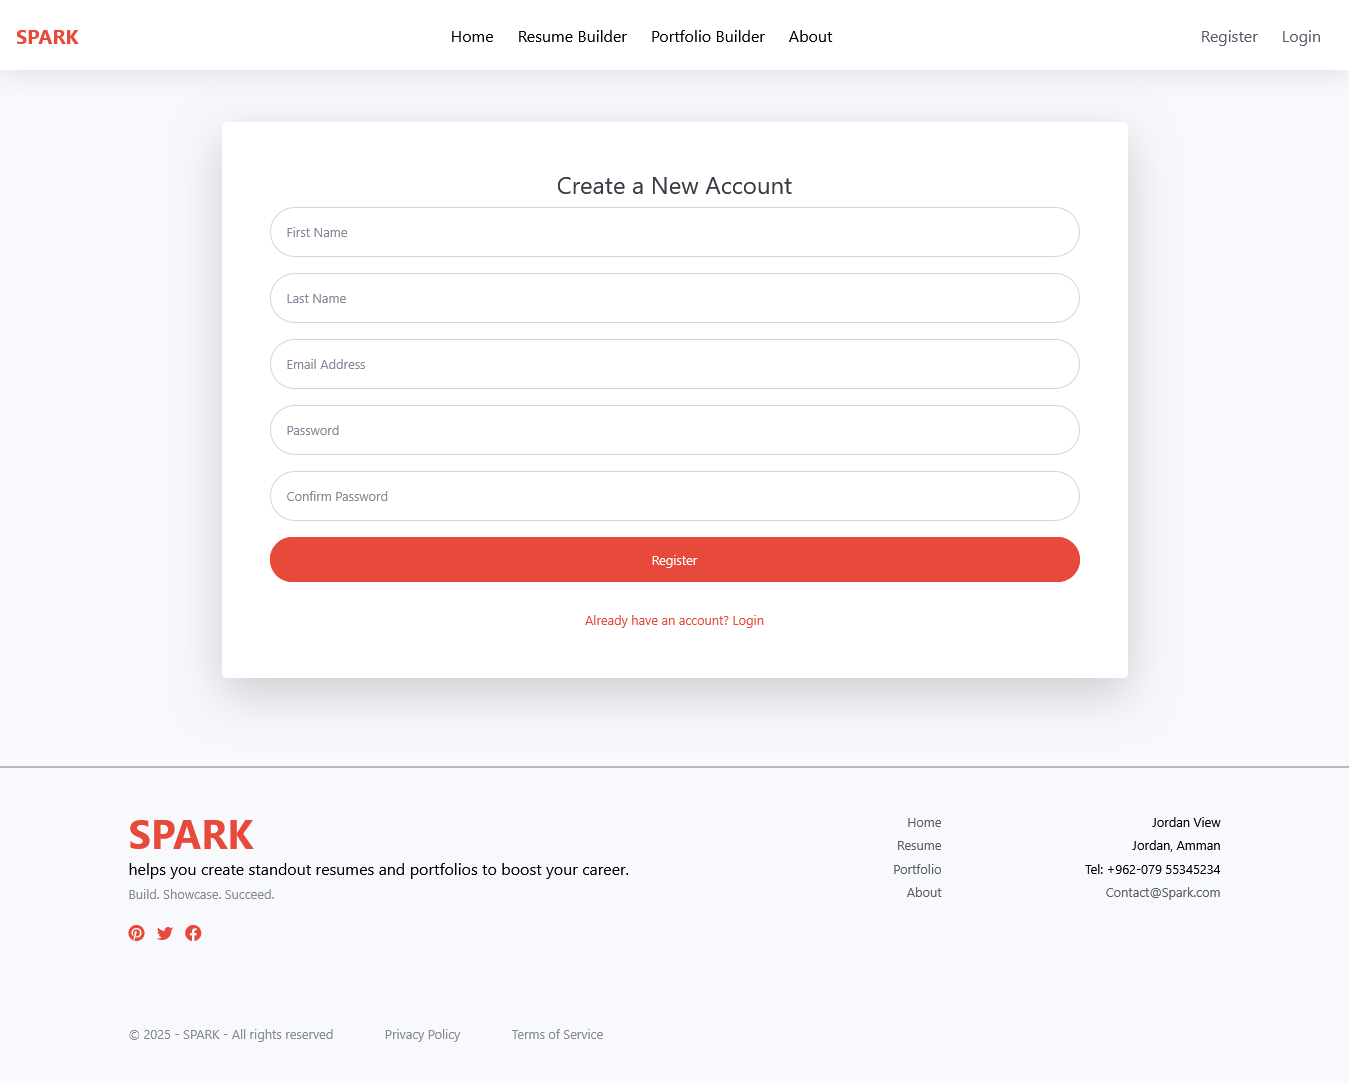 SPARK
Home Resume Builder Portfolio Builder About
Register Login
Create a New Account
First Name
Last Name
Email Address
Password
Confirm Password
Register
Already have an account? Login
SPARK
helps you create standout resumes and portfolios to boost your career.
Build. Showcase. Succeed.
Home
Resume
Portfolio
About
Jordan View
Jordan, Amman
Tel: +962-079 55345234
Contact@Spark.com
© 2025 - SPARK - All rights reserved Privacy Policy Terms of Service